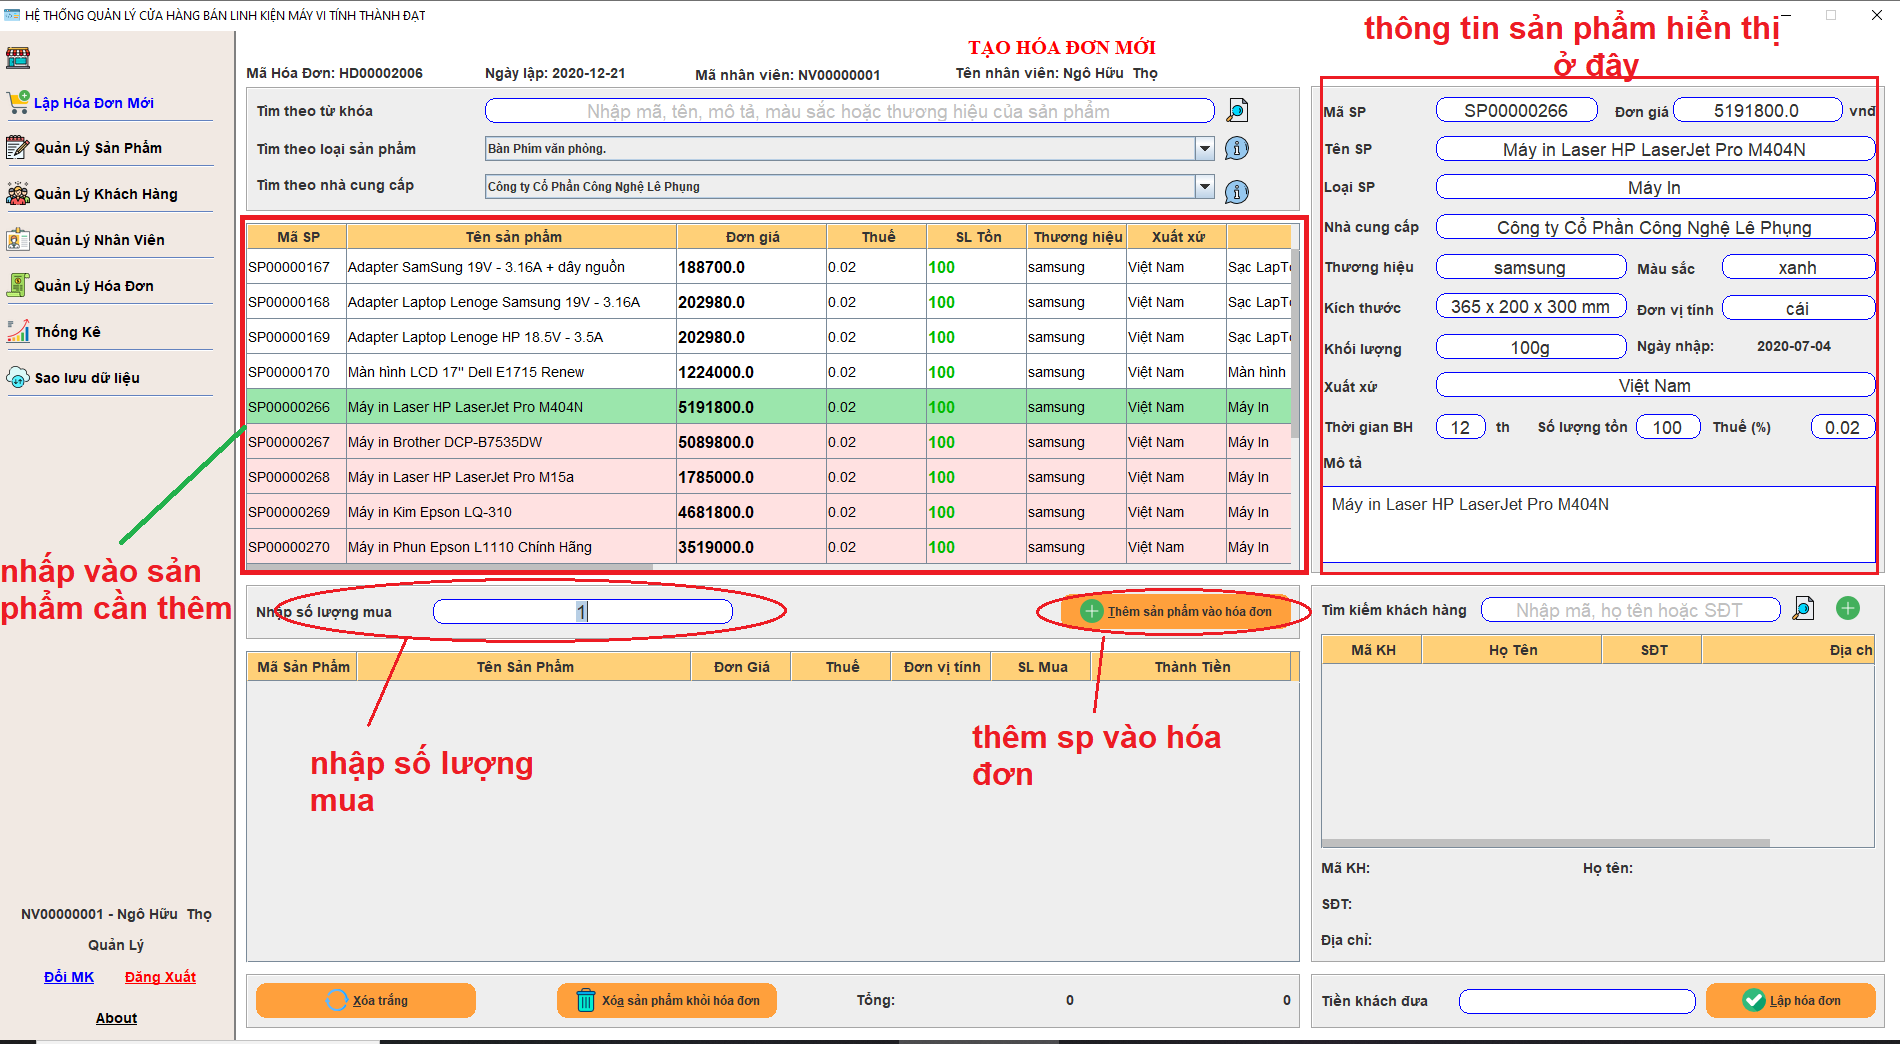 HỆ THỐNG QUẢN LÝ CỬA HÀNG BÁN LINH KIỆN MÁY VI TÍNH THÀNH ĐẠT
thông tin sản phẩm hiển thị
ở đây
Lập Hóa Đơn Mới
Quản Lý Sản Phẩm
Quản Lý Khách Hàng
Quản Lý Nhân Viên
Quản Lý Hóa Đơn
Thống Kê
Sao lưu dữ liệu
nhấp vào sản
phẩm cần thêm
NV00000001 - Ngô Hữu Thọ
Quản Lý
Đổi MK Đăng Xuất
About
TẠO HÓA ĐƠN MỚI
Mã Hóa Đơn: HD00002006 Ngày lập: 2020-12-21 Mã nhân viên: NV00000001 Tên nhân viên: Ngô Hữu Thọ
Tìm theo từ khóa Nhập mã, tên, mô tả, màu sắc hoặc thương hiệu của sản phẩm
Tìm theo loại sản phẩm Bàn Phím văn phòng.
Tìm theo nhà cung cấp Công ty Cổ Phần Công Nghệ Lê Phụng
Mã SP Tên sản phẩm Đơn giá Thuế SL Tồn Thương hiệu Xuất xứ
SP00000167 Adapter SamSung 19V - 3.16A + dây nguồn 188700.0 0.02 100 samsung Việt Nam Sạc LapTo
SP00000168 Adapter Laptop Lenoge Samsung 19V - 3.16A 202980.0 0.02 100 samsung Việt Nam Sạc LapTo
SP00000169 Adapter Laptop Lenoge HP 18.5V - 3.5A 202980.0 0.02 100 samsung Việt Nam Sạc LapTo
SP00000170 Màn hình LCD 17" Dell E1715 Renew 1224000.0 0.02 100 samsung Việt Nam Màn hình
SP00000266 Máy in Laser HP LaserJet Pro M404N 5191800.0 0.02 100 samsung Việt Nam Máy In
SP00000267 Máy in Brother DCP-B7535DW 5089800.0 0.02 100 samsung Việt Nam Máy In
SP00000268 Máy in Laser HP LaserJet Pro M15a 1785000.0 0.02 100 samsung Việt Nam Máy In
SP00000269 Máy in Kim Epson LQ-310 4681800.0 0.02 100 samsung Việt Nam Máy In
SP00000270 Máy in Phun Epson L1110 Chính Hãng 3519000.0 0.02 100 samsung Việt Nam Máy In
Nhập số lượng mua 1 Thêm sản phẩm vào hóa đơn
Mã Sản Phẩm Tên Sản Phẩm Đơn Giá Thuế Đơn vị tính SL Mua Thành Tiền
nhập số lượng
mua
thêm sp vào hóa
đơn
Xóa trắng Xóa sản phẩm khỏi hóa đơn Tổng: 0 0
Mã SP SP00000266 Đơn giá 5191800.0 vnđ
Tên SP Máy in Laser HP LaserJet Pro M404N
Loại SP Máy In
Nhà cung cấp Công ty Cổ Phần Công Nghệ Lê Phụng
Thương hiệu samsung Màu sắc xanh
Kích thước 365 x 200 x 300 mm Đơn vị tính cái
Khối lượng 100g Ngày nhập: 2020-07-04
Xuất xứ Việt Nam
Thời gian BH 12 th Số lượng tồn 100 Thuế (%) 0.02
Mô tả
Máy in Laser HP LaserJet Pro M404N
Tìm kiếm khách hàng Nhập mã, họ tên hoặc SĐT
Mã KH Họ Tên SĐT Địa ch
Mã KH: Họ tên:
SĐT:
Địa chỉ:
Tiền khách đưa Lập hóa đơn